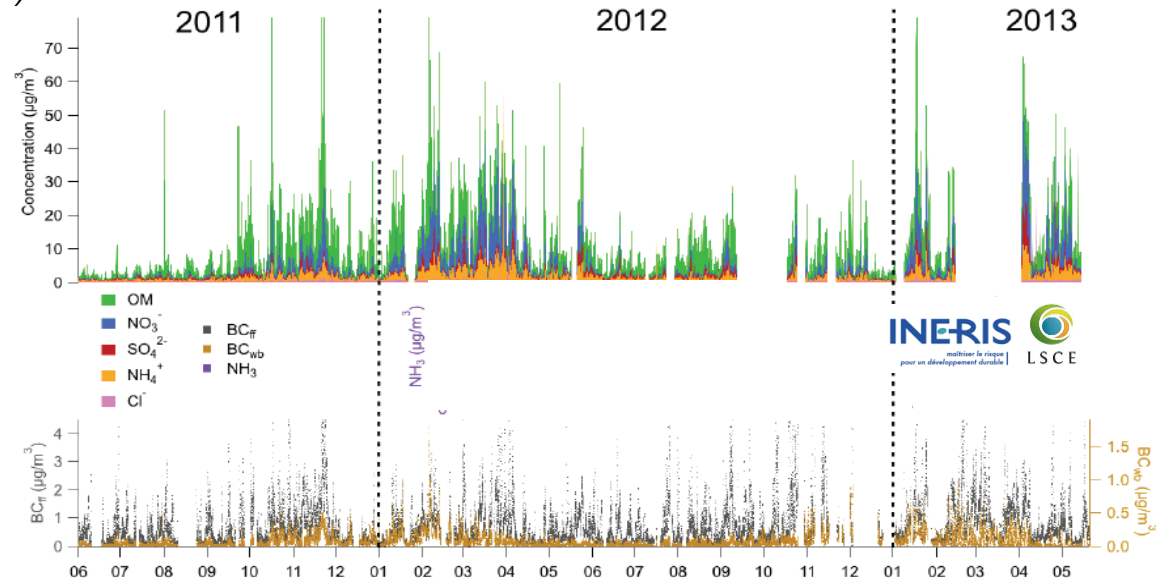 2011 2012 2013
Concentration (µg/m³)
70
60
50
40
30
20
10
0
OM
NO₃⁻
SO₄²⁻
NH₄⁺
Cl⁻
BCff
BCwb
NH₃
NH₃ (µg/m³)
INERIS
maîtriser le risque
pour un développement durable
LSCE
BCff (µg/m³)
4
3
2
1
0
1.5
1.0
0.5
0.0
BCwb (µg/m³)
06 07 08 09 10 11 12 01 02 03 04 05 06 07 08 09 10 11 12 01 02 03 04 05